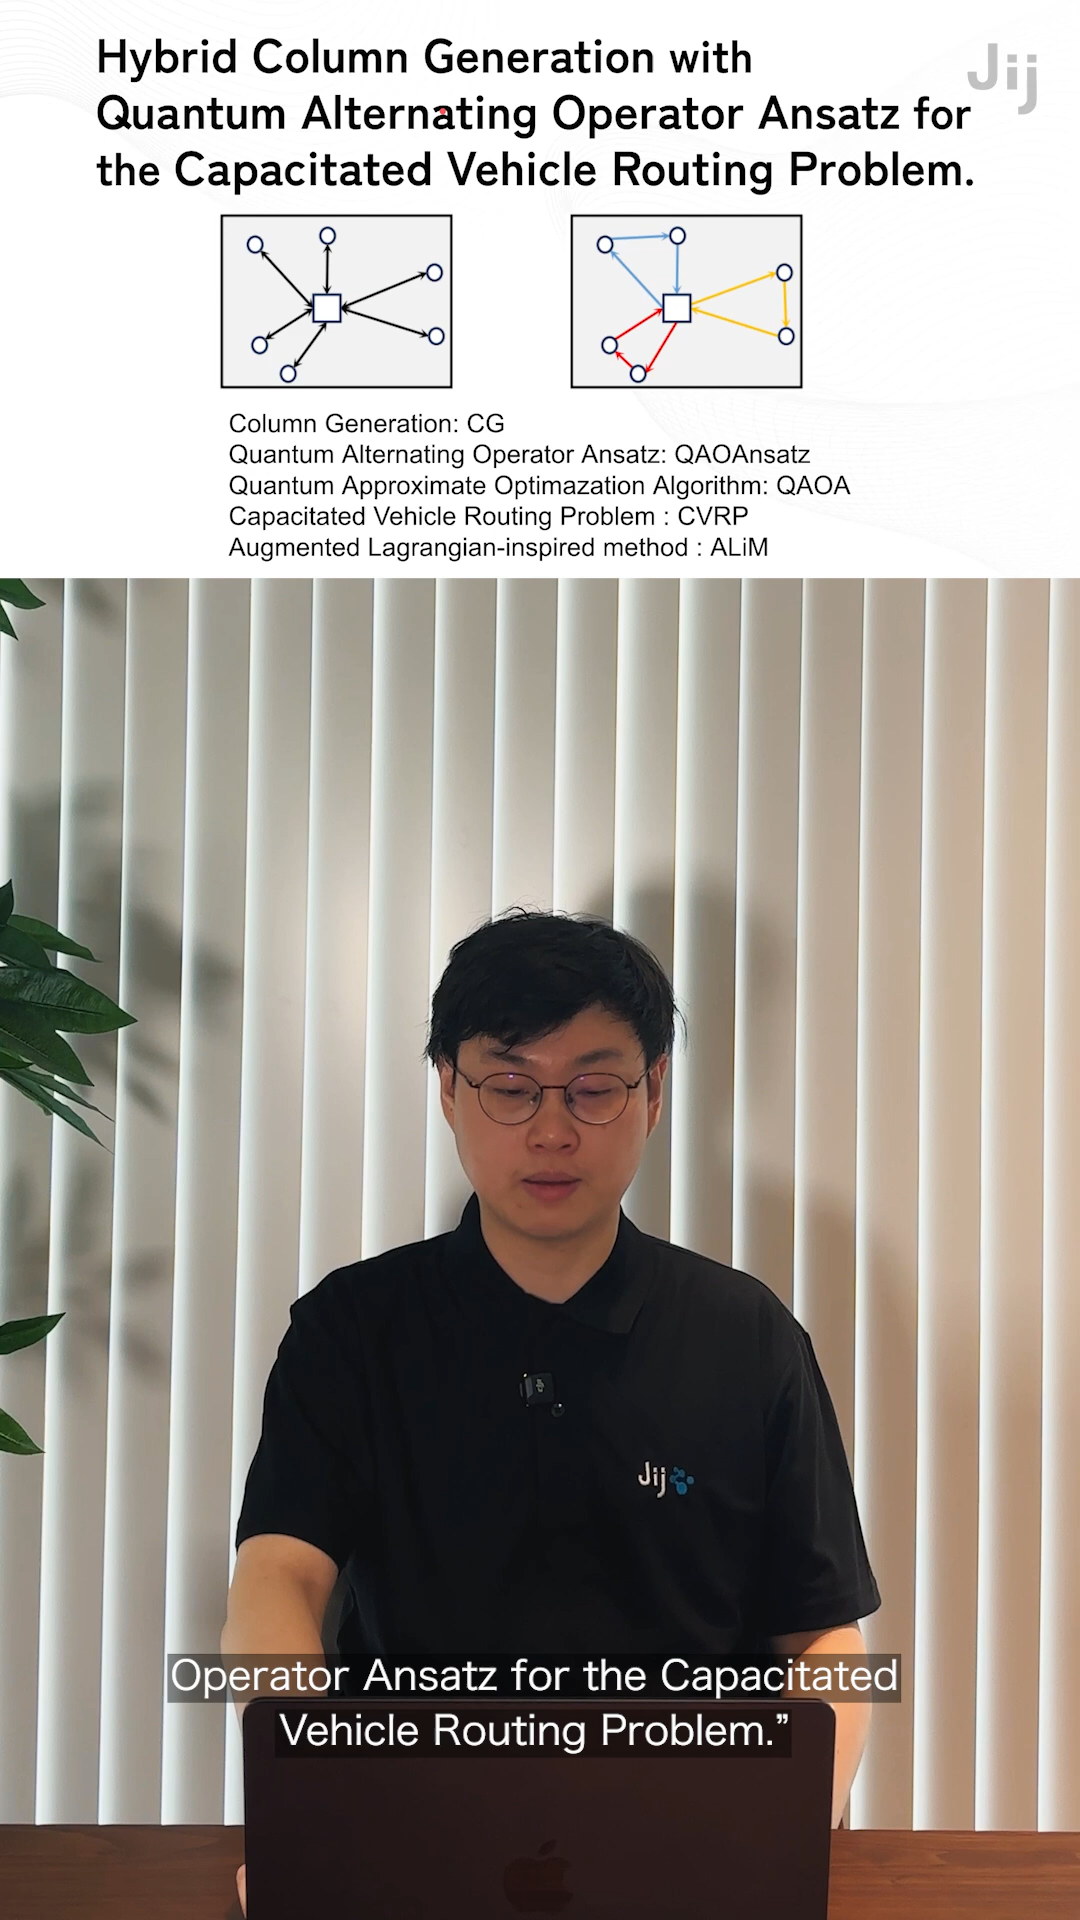 Hybrid Column Generation with
Jij
Quantum Alternating Operator Ansatz for
the Capacitated Vehicle Routing Problem.
Column Generation: CG
Quantum Alternating Operator Ansatz: QAOAnsatz
Quantum Approximate Optimazation Algorithm: QAOA
Capacitated Vehicle Routing Problem : CVRP
Augmented Lagrangian-inspired method : ALiM
Jij
Operator Ansatz for the Capacitated
Vehicle Routing Problem.”